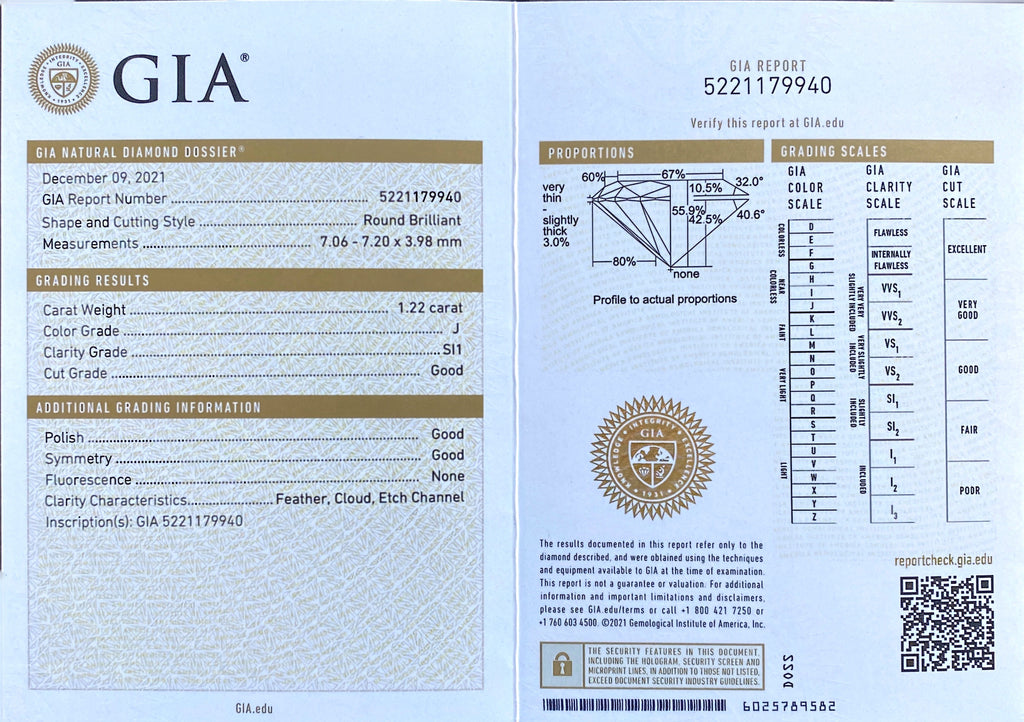 GIA®
GIA NATURAL DIAMOND DOSSIER®
December 09, 2021
GIA Report Number 5221179940
Shape and Cutting Style Round Brilliant
Measurements 7.06 - 7.20 x 3.98 mm
GRADING RESULTS
Carat Weight 1.22 carat
Color Grade J
Clarity Grade SI1
Cut Grade Good
ADDITIONAL GRADING INFORMATION
Polish Good
Symmetry Good
Fluorescence None
Clarity Characteristics Feather, Cloud, Etch Channel
Inscription(s): GIA 5221179940
GIA.edu
GIA REPORT
5221179940
Verify this report at GIA.edu
PROPORTIONS
60%
67%
32.0°
10.5%
very
thin
-
slightly
thick
3.0%
55.9%
42.5%
40.6°
80%
none
Profile to actual proportions
KNOWLEDGE INTEGRITY EXCELLENCE
GIA
1931
The results documented in this report refer only to the
diamond described, and were obtained using the techniques
and equipment available to GIA at the time of examination.
This report is not a guarantee or valuation. For additional
information and important limitations and disclaimers,
please see GIA.edu/terms or call +1 800 421 7250 or
+1 760 603 4500. ©2021 Gemological Institute of America, Inc.
THE SECURITY FEATURES IN THIS DOCUMENT,
INCLUDING THE HOLOGRAM, SECURITY SCREEN AND
MICROPRINT LINES, IN ADDITION TO THOSE NOT LISTED,
EXCEED DOCUMENT SECURITY INDUSTRY GUIDELINES.
GRADING SCALES
GIA
COLOR
SCALE
COLORLESS
D
E
F
NEAR
COLORLESS
G
H
I
J
FAINT
K
L
M
VERY LIGHT
N
O
P
Q
R
LIGHT
S
T
U
V
W
X
Y
Z
GIA
CLARITY
SCALE
FLAWLESS
INTERNALLY
FLAWLESS
VERY VERY
SLIGHTLY INCLUDED
VVS1
VVS2
VERY SLIGHTLY
INCLUDED
VS1
VS2
SLIGHTLY
INCLUDED
SI1
SI2
INCLUDED
I1
I2
I3
GIA
CUT
SCALE
EXCELLENT
VERY
GOOD
GOOD
FAIR
POOR
reportcheck.gia.edu
D022
6025789582